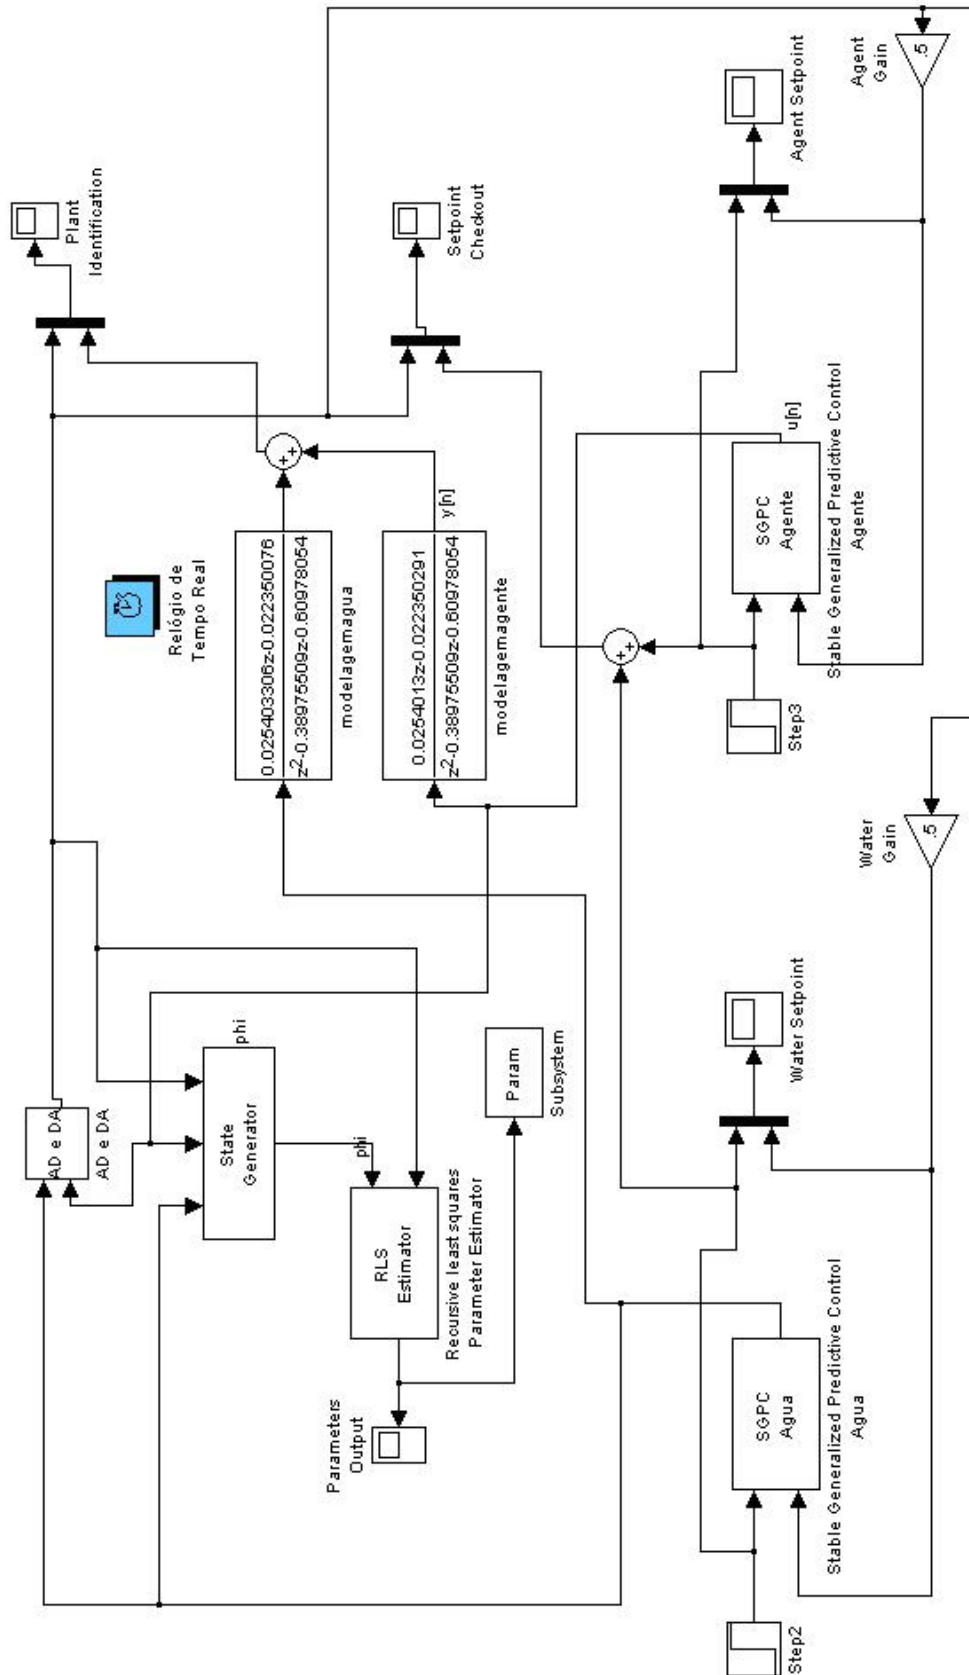 AD e DA
AD e DA
Plant
Identification
Relógio de
Tempo Real
State
Generator
phi
0.025403306z-0.022350076
z²-0.38975509z-0.60978054
modelagemagua
Parameters
Output
phi
RLS
Estimator
Recursive least squares
Parameter Estimator
0.0254013z-0.022350291
z²-0.38975509z-0.60978054
y[n]
modelagemagente
Setpoint
Checkout
Param
Subsystem
Step2
SGPC
Agua
Stable Generalized Predictive Control
Agua
Water Setpoint
Water
Gain
.5
Step3
SGPC
Agente
u[n]
Stable Generalized Predictive Control
Agente
Agent Setpoint
Agent
Gain
.5
+
+
+
+